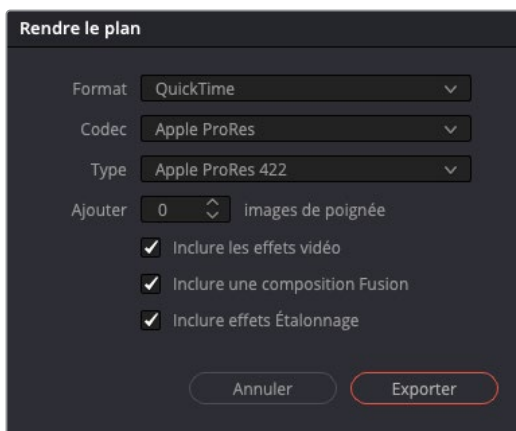 Rendre le plan
Format QuickTime
Codec Apple ProRes
Type Apple ProRes 422
Ajouter 0 images de poignée
Inclure les effets vidéo
Inclure une composition Fusion
Inclure effets Étalonnage
Annuler Exporter